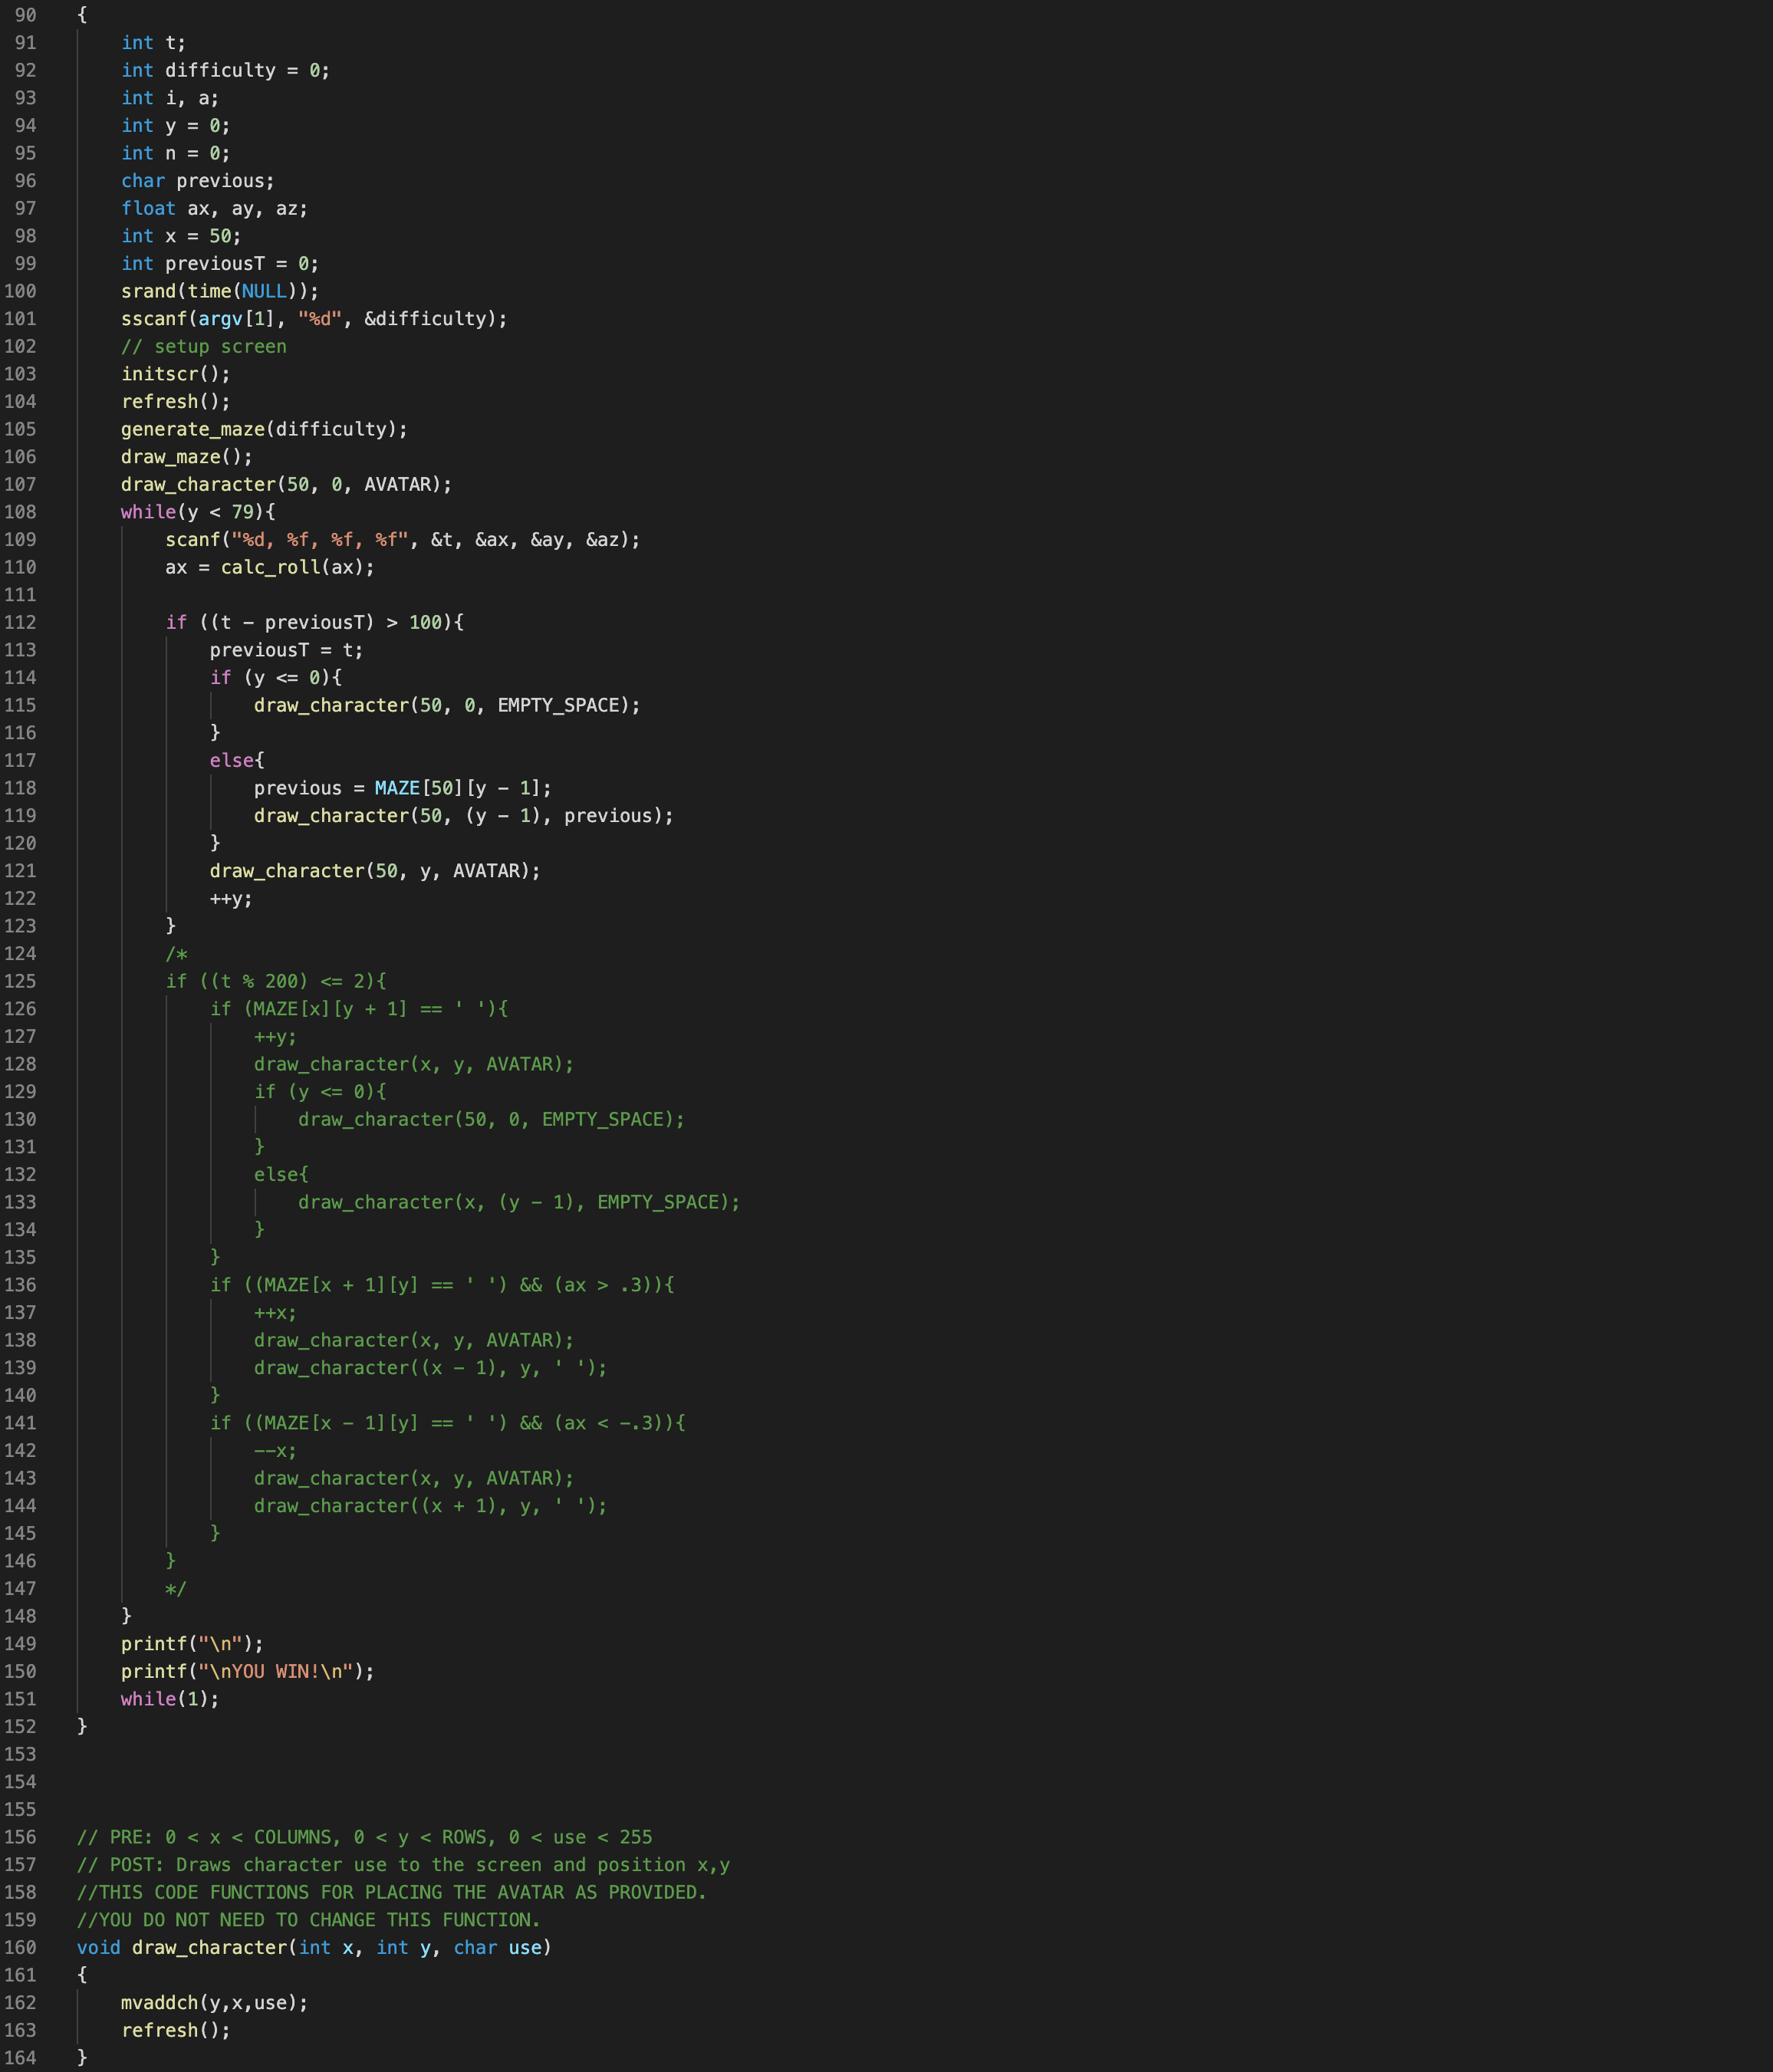 90 {
91     int t;
92     int difficulty = 0;
93     int i, a;
94     int y = 0;
95     int n = 0;
96     char previous;
97     float ax, ay, az;
98     int x = 50;
99     int previousT = 0;
100     srand(time(NULL));
101     sscanf(argv[1], "%d", &difficulty);
102     // setup screen
103     initscr();
104     refresh();
105     generate_maze(difficulty);
106     draw_maze();
107     draw_character(50, 0, AVATAR);
108     while(y < 79){
109         scanf("%d, %f, %f, %f", &t, &ax, &ay, &az);
110         ax = calc_roll(ax);
111
112         if ((t - previousT) > 100){
113             previousT = t;
114             if (y <= 0){
115                 draw_character(50, 0, EMPTY_SPACE);
116             }
117             else{
118                 previous = MAZE[50][y - 1];
119                 draw_character(50, (y - 1), previous);
120             }
121             draw_character(50, y, AVATAR);
122             ++y;
123         }
124         /*
125         if ((t % 200) <= 2){
126             if (MAZE[x][y + 1] == ' '){
127                 ++y;
128                 draw_character(x, y, AVATAR);
129                 if (y <= 0){
130                     draw_character(50, 0, EMPTY_SPACE);
131                 }
132                 else{
133                     draw_character(x, (y - 1), EMPTY_SPACE);
134                 }
135             }
136             if ((MAZE[x + 1][y] == ' ') && (ax > .3)){
137                 ++x;
138                 draw_character(x, y, AVATAR);
139                 draw_character((x - 1), y, ' ');
140             }
141             if ((MAZE[x - 1][y] == ' ') && (ax < -.3)){
142                 --x;
143                 draw_character(x, y, AVATAR);
144                 draw_character((x + 1), y, ' ');
145             }
146         }
147         */
148     }
149     printf("\n");
150     printf("\nYOU WIN!\n");
151     while(1);
152 }
153
154
155
156 // PRE: 0 < x < COLUMNS, 0 < y < ROWS, 0 < use < 255
157 // POST: Draws character use to the screen and position x,y
158 //THIS CODE FUNCTIONS FOR PLACING THE AVATAR AS PROVIDED.
159 //YOU DO NOT NEED TO CHANGE THIS FUNCTION.
160 void draw_character(int x, int y, char use)
161 {
162     mvaddch(y,x,use);
163     refresh();
164 }